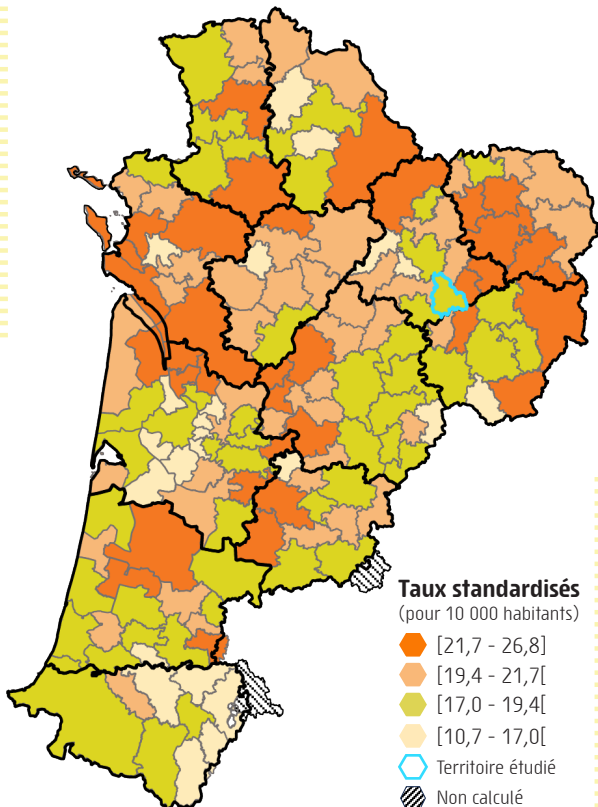 Taux standardisés
(pour 10 000 habitants)
[21,7 - 26,8]
[19,4 - 21,7[
[17,0 - 19,4[
[10,7 - 17,0[
Territoire étudié
Non calculé